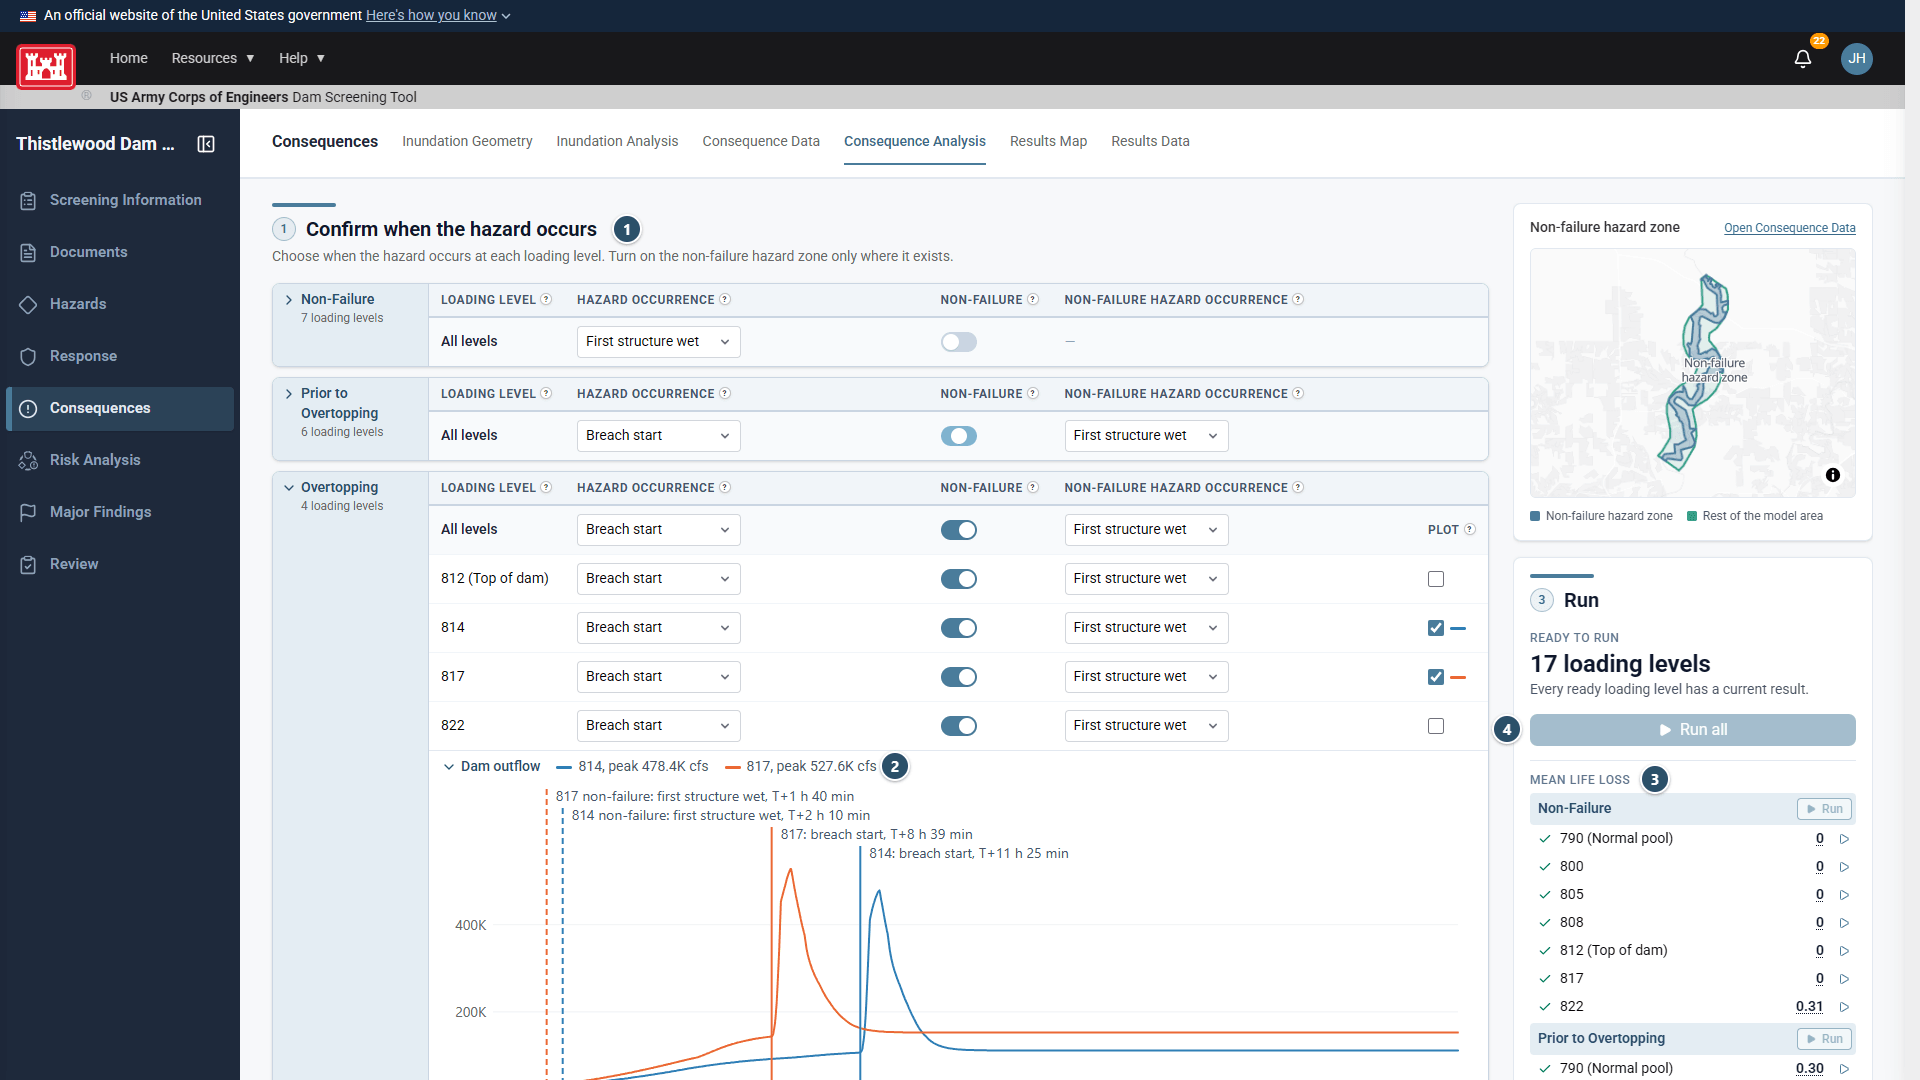 An official website of the United States government Here's how you know
Home Resources Help
22
JH
US Army Corps of Engineers Dam Screening Tool
Thistlewood Dam ...
Screening Information
Documents
Hazards
Response
Consequences
Risk Analysis
Major Findings
Review
Consequences Inundation Geometry Inundation Analysis Consequence Data Consequence Analysis Results Map Results Data
1 Confirm when the hazard occurs 1
Choose when the hazard occurs at each loading level. Turn on the non-failure hazard zone only where it exists.
Non-Failure
7 loading levels
LOADING LEVEL ? HAZARD OCCURRENCE ? NON-FAILURE ? NON-FAILURE HAZARD OCCURRENCE ?
All levels First structure wet —
Prior to
Overtopping
6 loading levels
LOADING LEVEL ? HAZARD OCCURRENCE ? NON-FAILURE ? NON-FAILURE HAZARD OCCURRENCE ?
All levels Breach start First structure wet
Overtopping
4 loading levels
LOADING LEVEL ? HAZARD OCCURRENCE ? NON-FAILURE ? NON-FAILURE HAZARD OCCURRENCE ?
All levels Breach start First structure wet PLOT ?
812 (Top of dam) Breach start First structure wet
814 Breach start First structure wet
817 Breach start First structure wet
822 Breach start First structure wet
Dam outflow 814, peak 478.4K cfs 817, peak 527.6K cfs 2
817 non-failure: first structure wet, T+1 h 40 min
814 non-failure: first structure wet, T+2 h 10 min
817: breach start, T+8 h 39 min
814: breach start, T+11 h 25 min
400K
200K
Non-failure hazard zone Open Consequence Data
Non-failure
hazard zone
Non-failure hazard zone Rest of the model area
3 Run
READY TO RUN
17 loading levels
Every ready loading level has a current result.
4 Run all
MEAN LIFE LOSS 3
Non-Failure Run
790 (Normal pool) 0
800 0
805 0
808 0
812 (Top of dam) 0
817 0
822 0.31
Prior to Overtopping Run
790 (Normal pool) 0.30